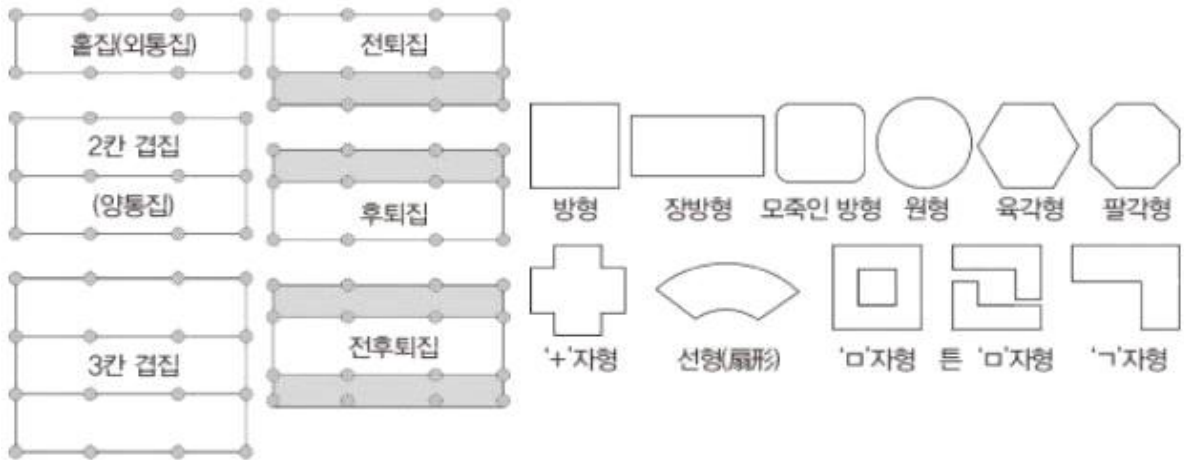 홑집(외통집)
전퇴집
2칸 겹집
(양통집)
후퇴집
3칸 겹집
전후퇴집
방형 장방형 모죽인 방형 원형 육각형 팔각형
'+'자형 선형(扇形) 'ㅁ'자형 튼 'ㅁ'자형 'ㄱ'자형